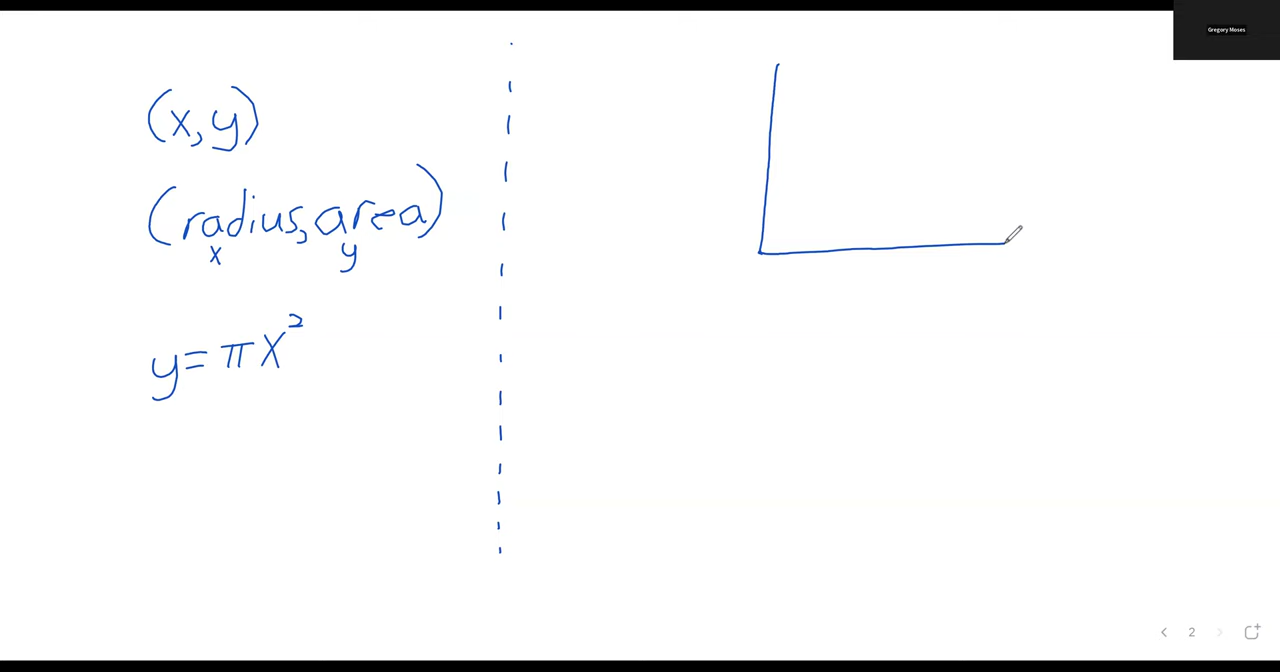 Gregory Moses
(x,y)
(radius, area)
x y
y = πx²
2